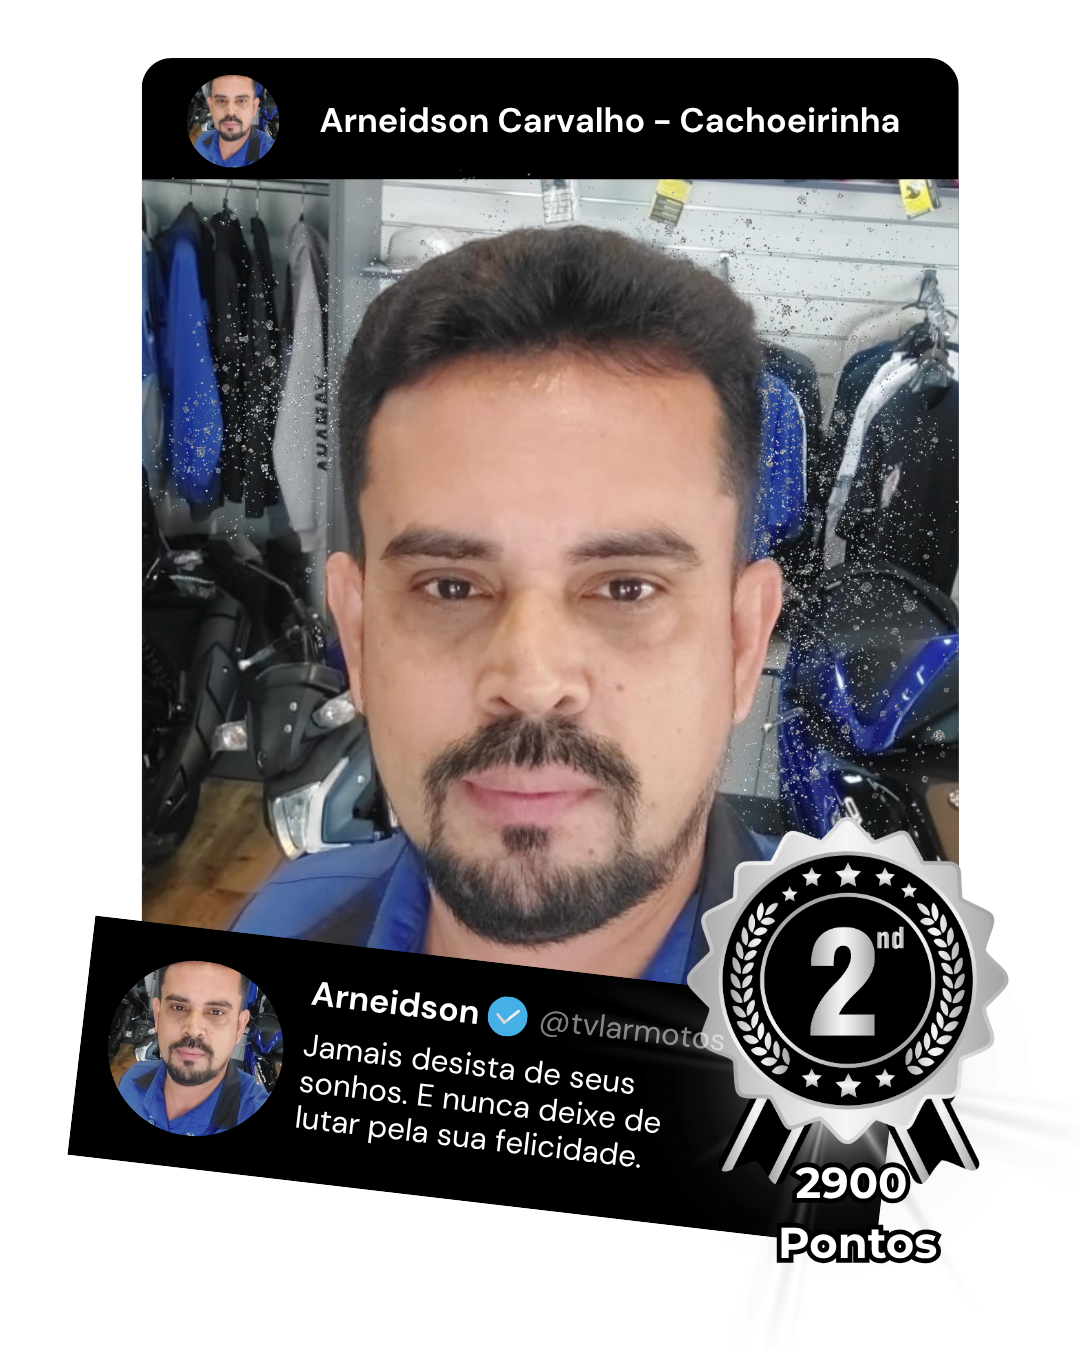 Arneidson Carvalho – Cachoeirinha
YAMAHA
Arneidson @tvlarmotos
Jamais desista de seus
sonhos. E nunca deixe de
lutar pela sua felicidade.
2nd
2900
Pontos